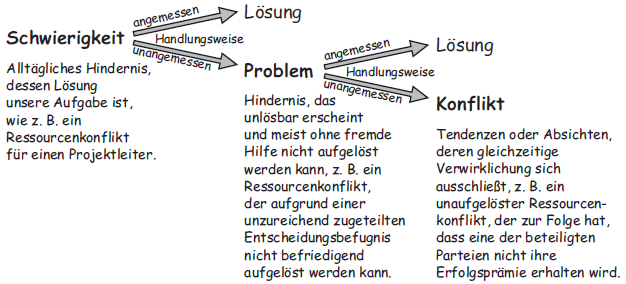 Schwierigkeit
Alltägliches Hindernis,
dessen Lösung
unsere Aufgabe ist,
wie z. B. ein
Ressourcenkonflikt
für einen Projektleiter.
angemessen
Handlungsweise
unangemessen
Lösung
Problem
Hindernis, das
unlösbar erscheint
und meist ohne fremde
Hilfe nicht aufgelöst
werden kann, z. B. ein
Ressourcenkonflikt,
der aufgrund einer
unzureichend zugeteilten
Entscheidungsbefugnis
nicht befriedigend
aufgelöst werden kann.
angemessen
Handlungsweise
unangemessen
Lösung
Konflikt
Tendenzen oder Absichten,
deren gleichzeitige
Verwirklichung sich
ausschließt, z. B. ein
unaufgelöster Ressourcen-
konflikt, der zur Folge hat,
dass eine der beteiligten
Parteien nicht ihre
Erfolgsprämie erhalten wird.